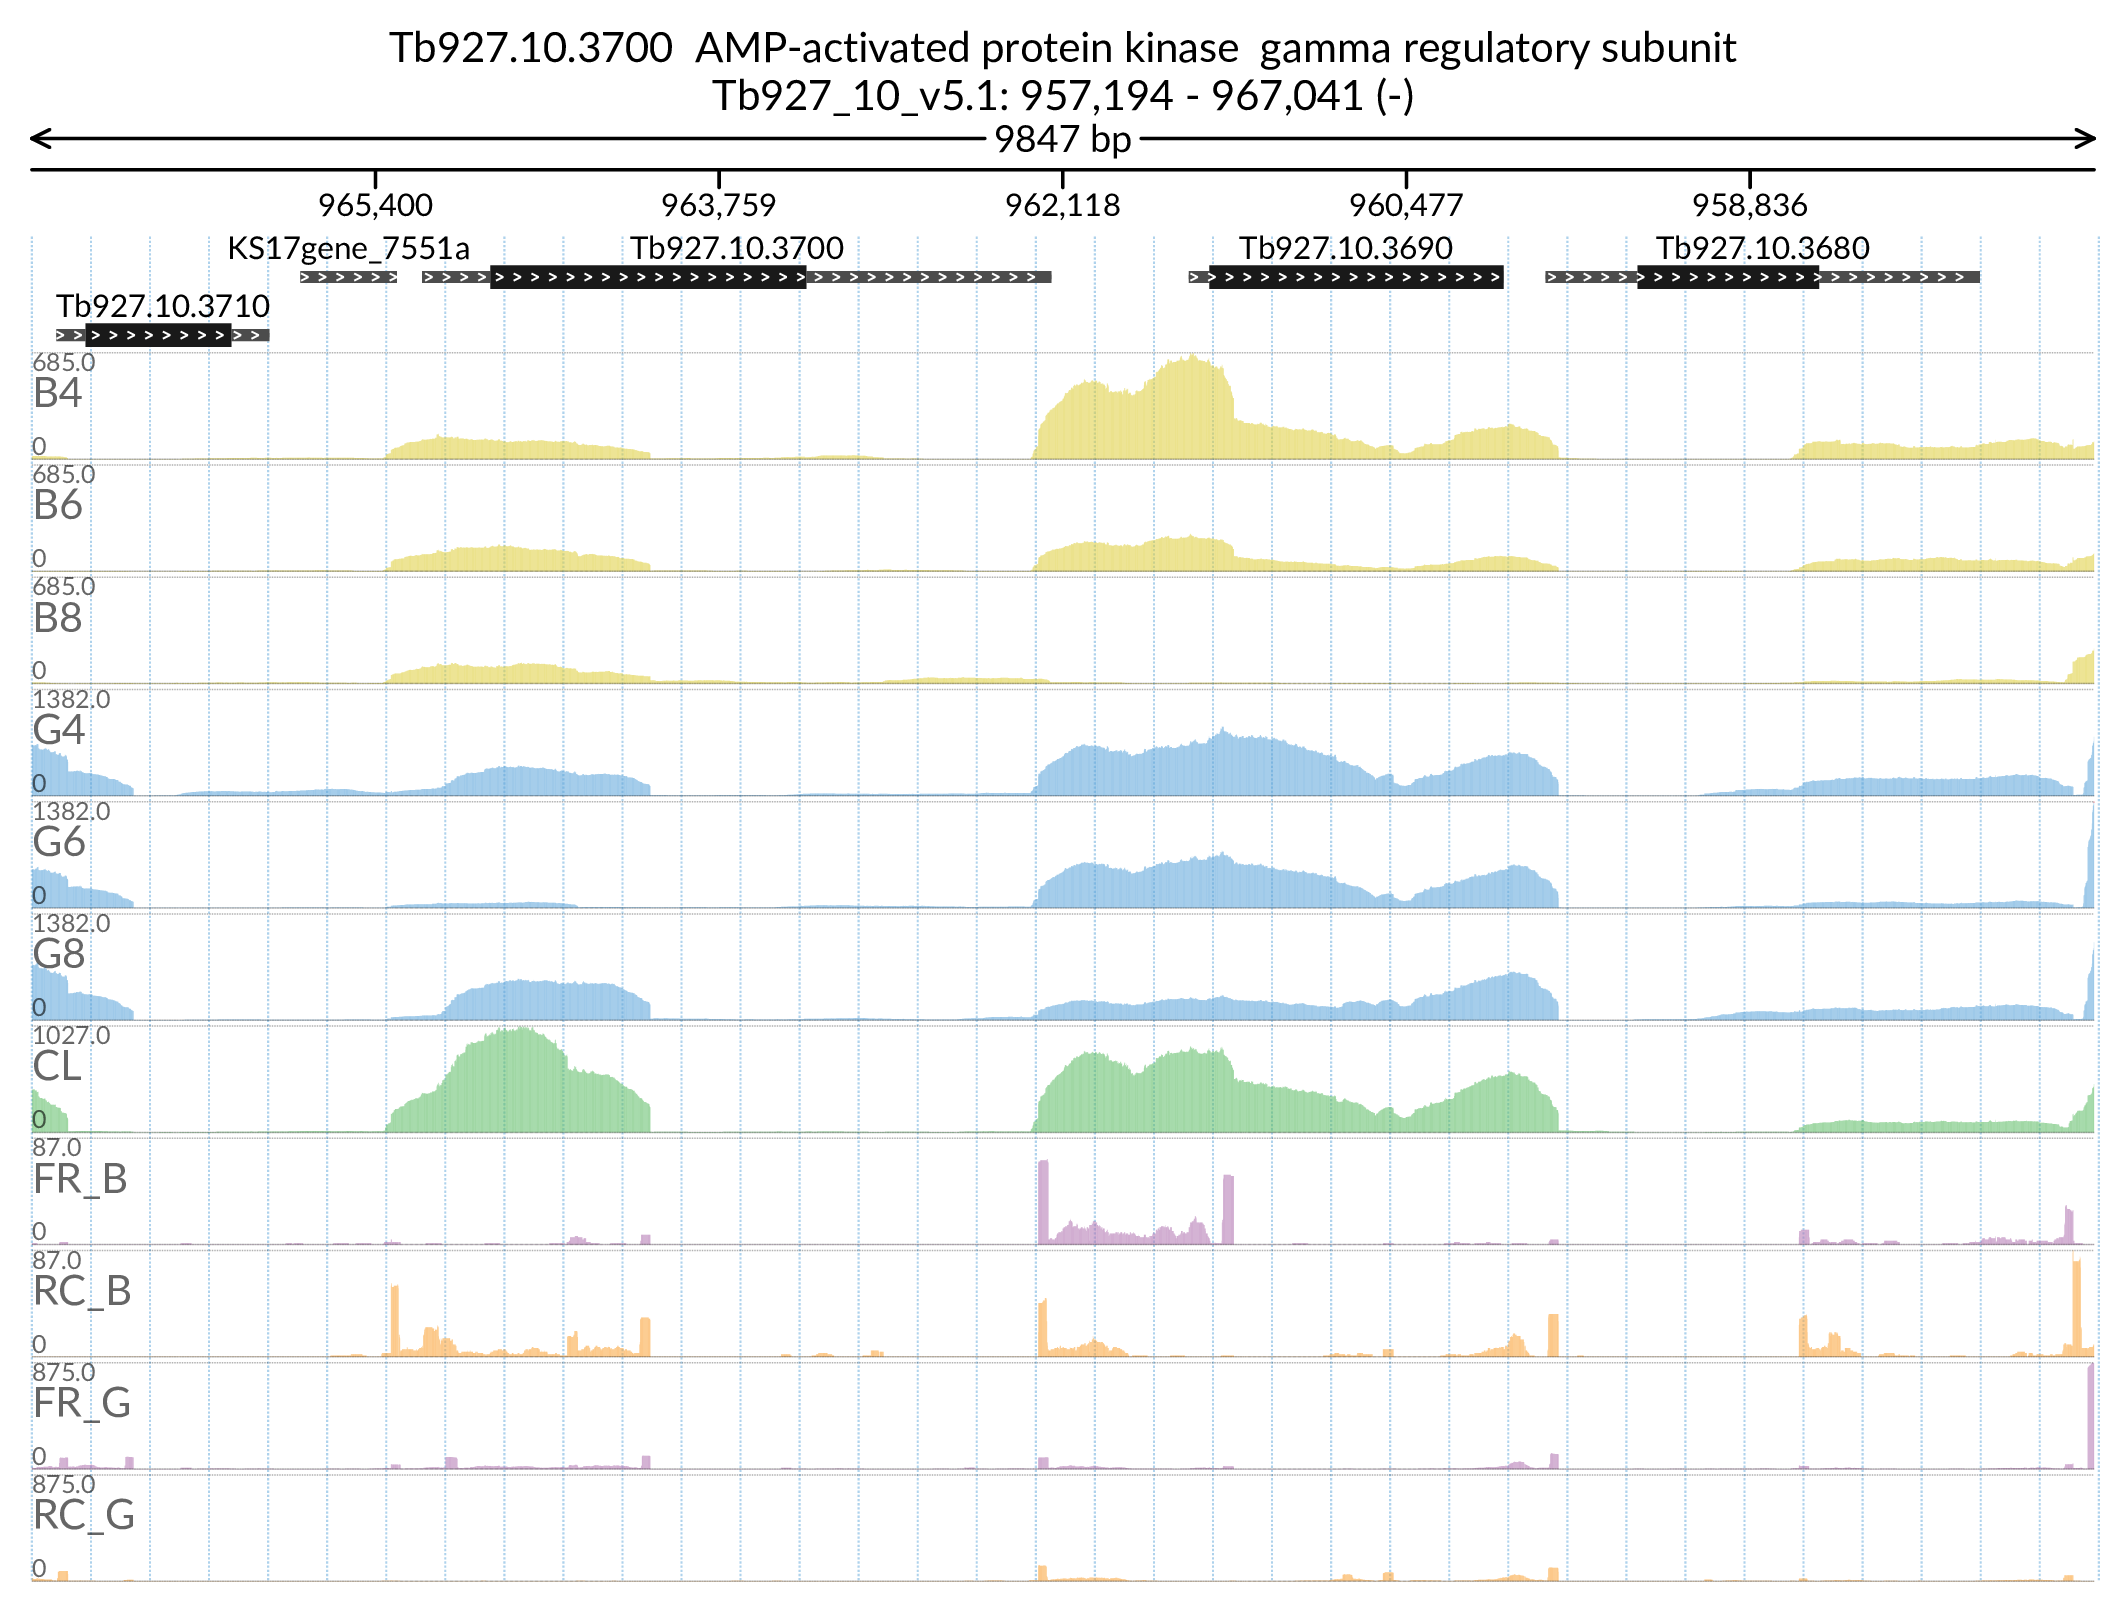 Tb927.10.3700 AMP-activated protein kinase gamma regulatory subunit
Tb927_10_v5.1: 957,194 - 967,041 (-)
9847 bp
965,400 963,759 962,118 960,477 958,836
KS17gene_7551a Tb927.10.3700 Tb927.10.3690 Tb927.10.3680
Tb927.10.3710
685.0
B4
0
685.0
B6
0
685.0
B8
0
1382.0
G4
0
1382.0
G6
0
1382.0
G8
0
1027.0
CL
0
87.0
FR_B
0
87.0
RC_B
0
875.0
FR_G
0
875.0
RC_G
0